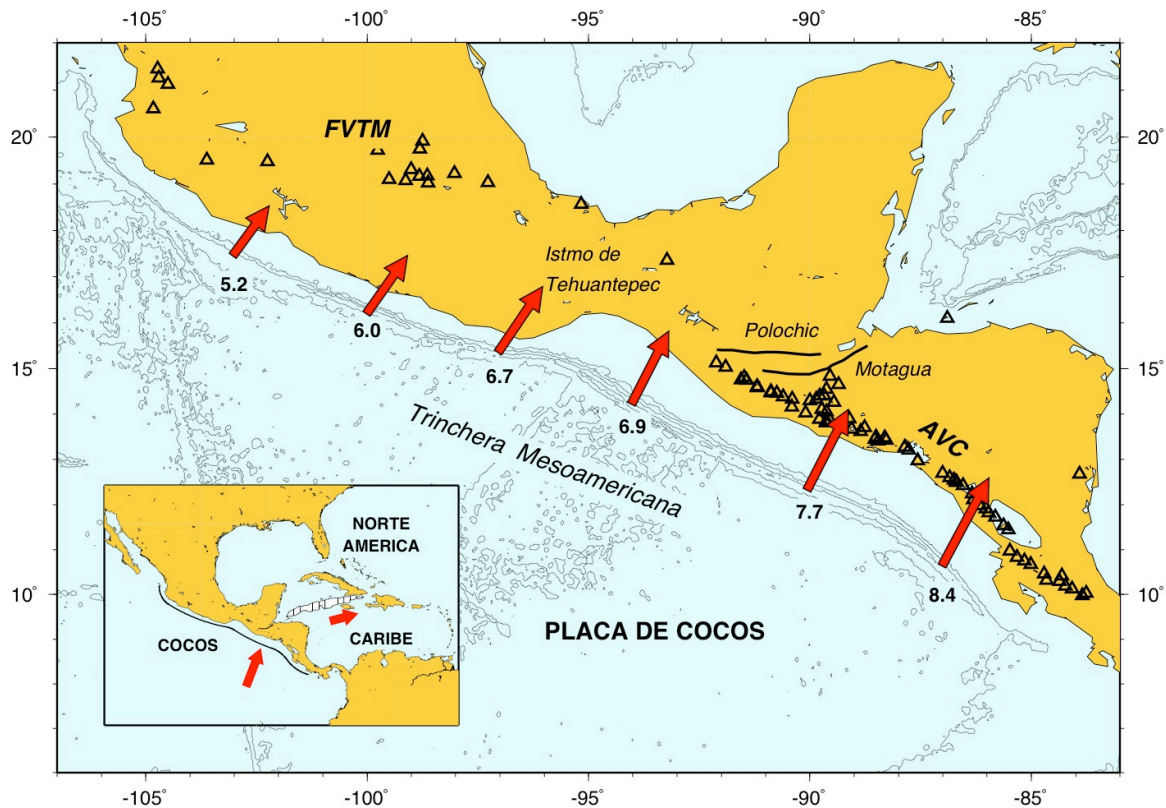 -105˚ -100˚ -95˚ -90˚ -85˚
20˚ 20˚
FVTM
Istmo de
Tehuantepec
5.2
6.0
Polochic
15˚ 15˚
6.7
Motagua
6.9
AVC
Trinchera Mesoamericana
7.7
NORTE
AMERICA
10˚ 10˚
8.4
PLACA DE COCOS
CARIBE
COCOS
-105˚ -100˚ -95˚ -90˚ -85˚